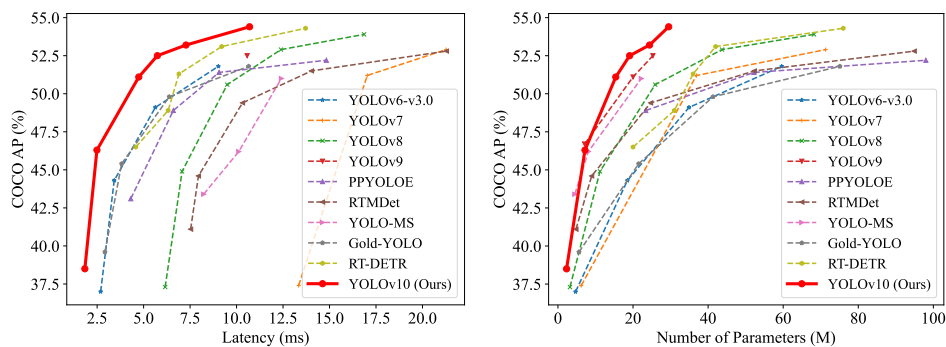 55.0
52.5
50.0
47.5
45.0
42.5
40.0
37.5
COCO AP (%)
2.5 5.0 7.5 10.0 12.5 15.0 17.5 20.0
Latency (ms)
YOLOv6-v3.0
YOLOv7
YOLOv8
YOLOv9
PPYOLOE
RTMDet
YOLO-MS
Gold-YOLO
RT-DETR
YOLOv10 (Ours)
55.0
52.5
50.0
47.5
45.0
42.5
40.0
37.5
COCO AP (%)
0 20 40 60 80 100
Number of Parameters (M)
YOLOv6-v3.0
YOLOv7
YOLOv8
YOLOv9
PPYOLOE
RTMDet
YOLO-MS
Gold-YOLO
RT-DETR
YOLOv10 (Ours)